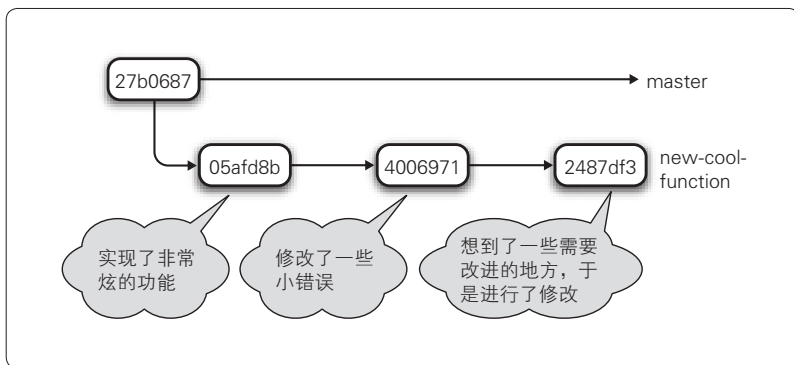 27b0687
master
05afd8b
4006971
2487df3
new-cool-
function
实现了非常
炫的功能
修改了一些
小错误
想到了一些需要
改进的地方，于
是进行了修改